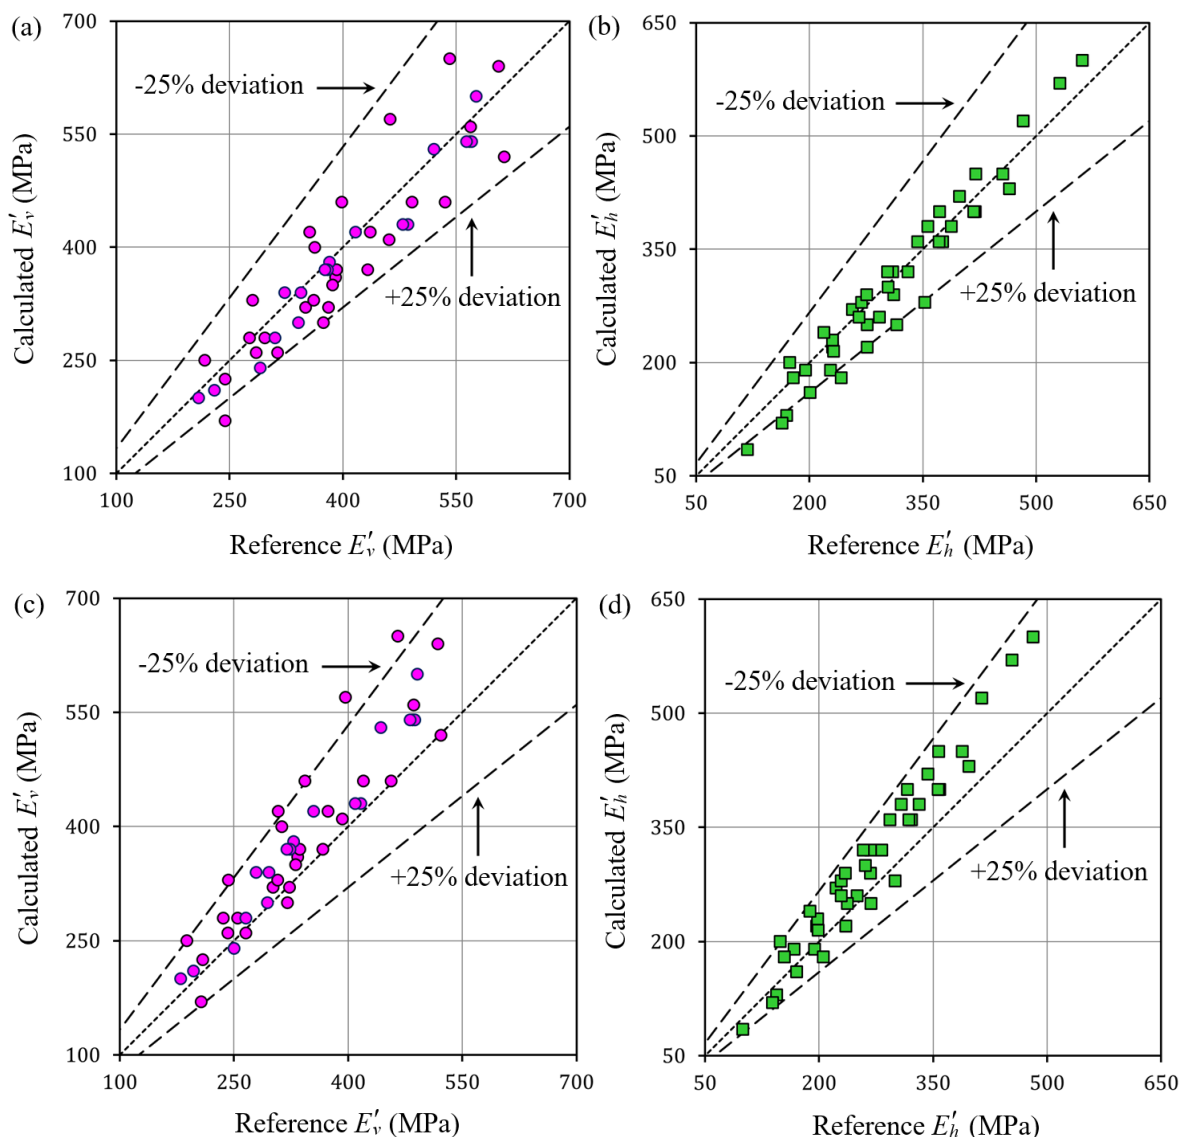 (a)
700
550
400
250
100
100
250
400
550
700
-25% deviation
+25% deviation
Calculated E′v (MPa)
Reference E′v (MPa)
(b)
650
500
350
200
50
50
200
350
500
650
-25% deviation
+25% deviation
Calculated E′h (MPa)
Reference E′h (MPa)
(c)
700
550
400
250
100
100
250
400
550
700
-25% deviation
+25% deviation
Calculated E′v (MPa)
Reference E′v (MPa)
(d)
650
500
350
200
50
50
200
350
500
650
-25% deviation
+25% deviation
Calculated E′h (MPa)
Reference E′h (MPa)